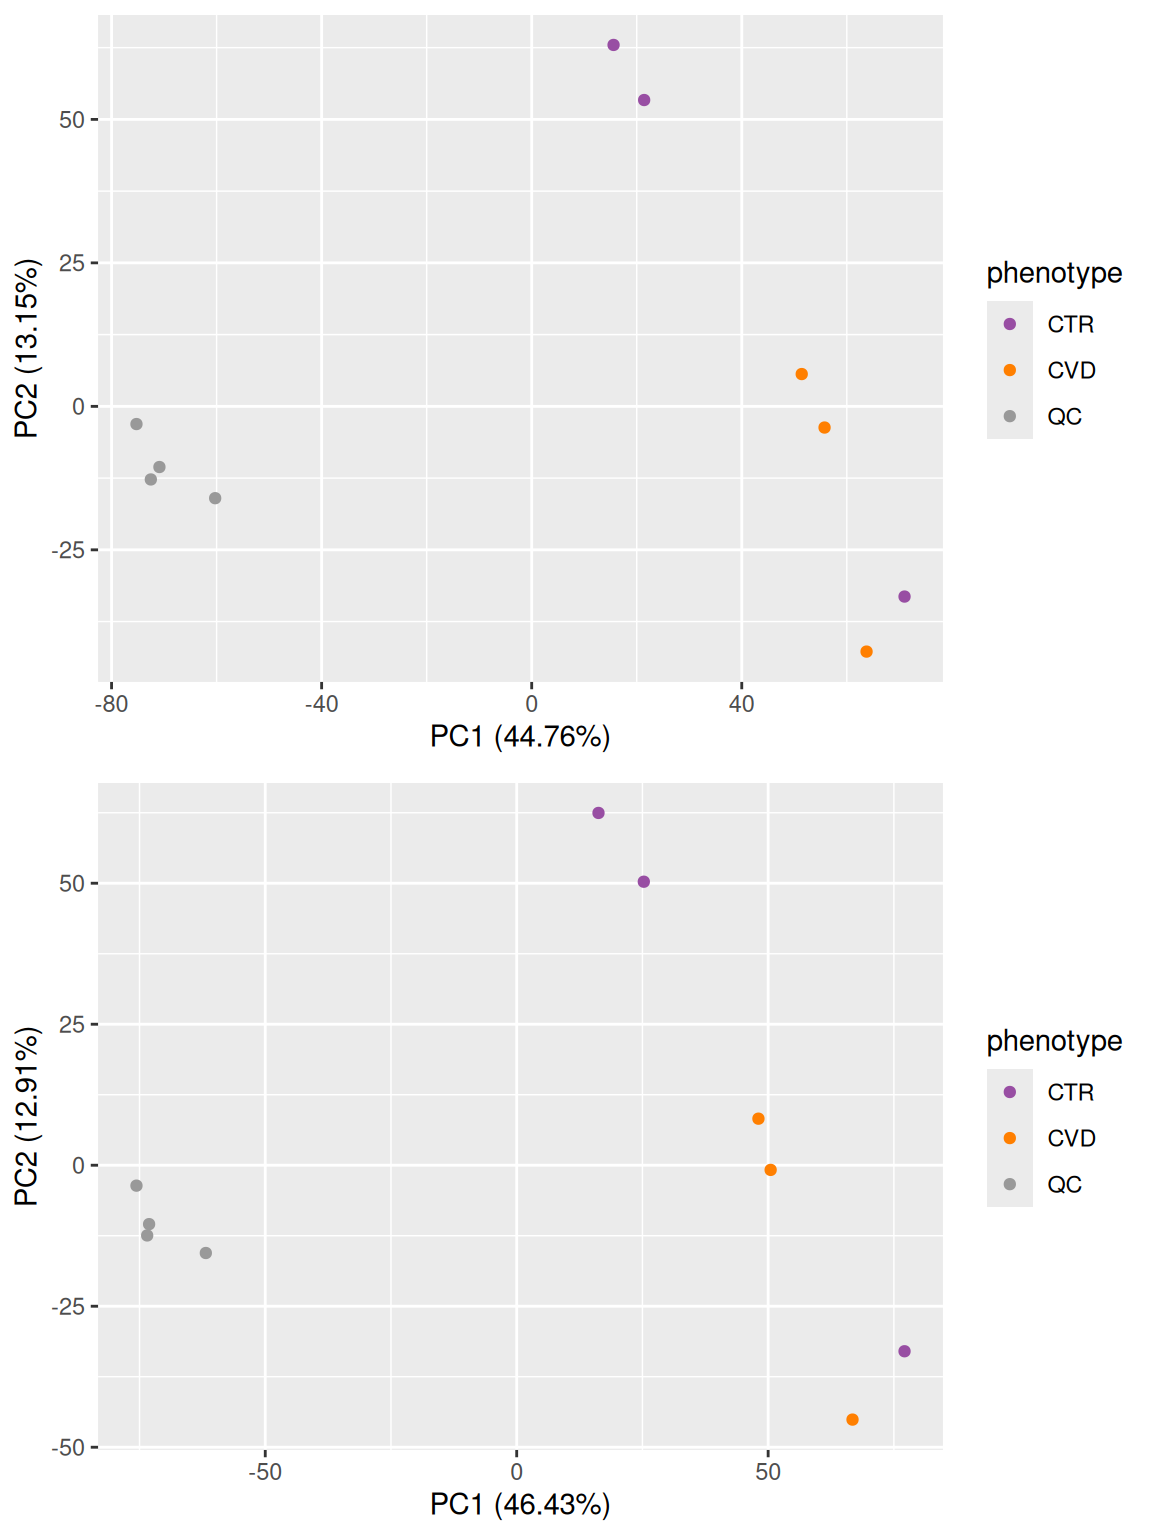 50
25
0
-25
-80
-40
0
40
PC1 (44.76%)
PC2 (13.15%)
phenotype
CTR
CVD
QC
50
25
0
-25
-50
-50
0
50
PC1 (46.43%)
PC2 (12.91%)
phenotype
CTR
CVD
QC